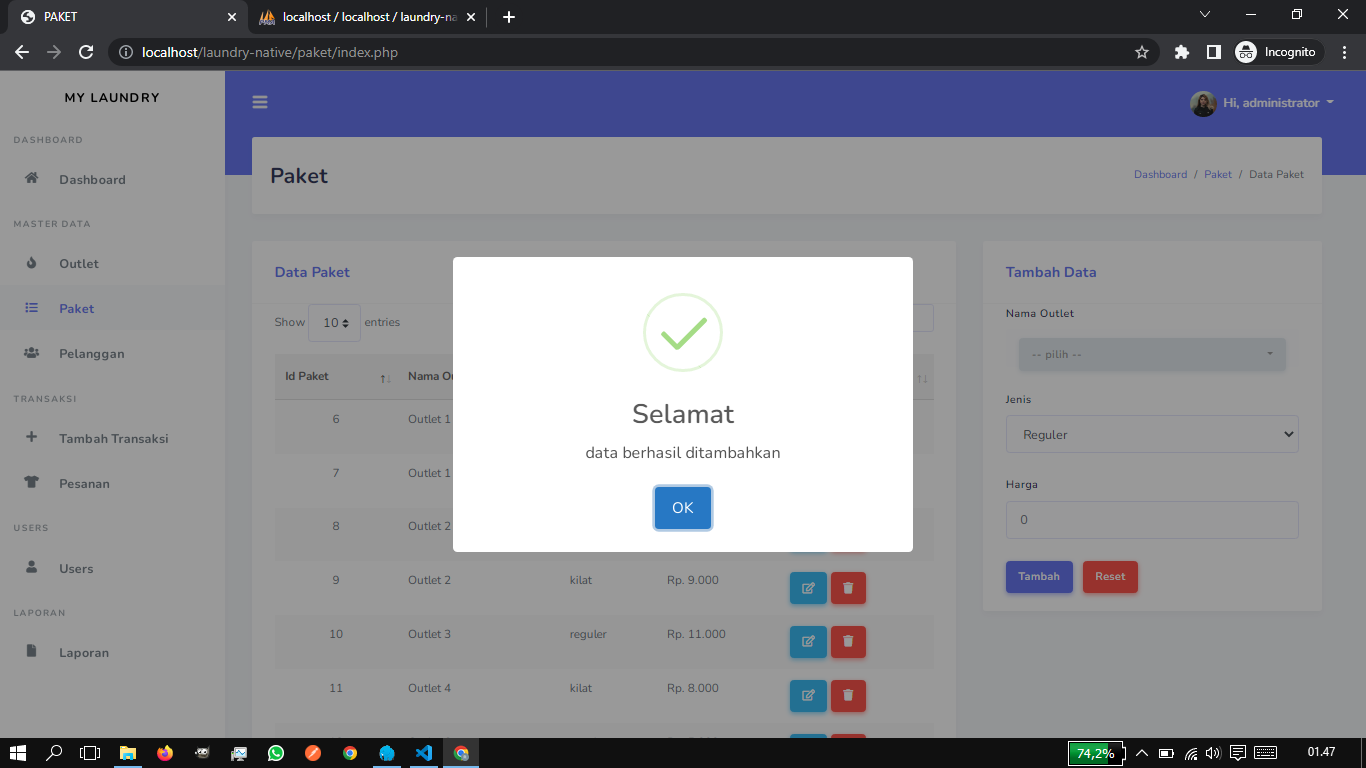 PAKET
localhost / localhost / laundry-na
localhost/laundry-native/paket/index.php
Incognito
MY LAUNDRY
Hi, administrator
DASHBOARD
Dashboard
MASTER DATA
Outlet
Paket
Pelanggan
TRANSAKSI
Tambah Transaksi
Pesanan
USERS
Users
LAPORAN
Laporan
Paket
Dashboard / Paket / Data Paket
Data Paket
Show 10 entries
Id Paket Nama Ou
6 Outlet 1
7 Outlet 1
8 Outlet 2
9 Outlet 2 kilat Rp. 9.000
10 Outlet 3 reguler Rp. 11.000
11 Outlet 4 kilat Rp. 8.000
Selamat
data berhasil ditambahkan
OK
Tambah Data
Nama Outlet
-- pilih --
Jenis
Reguler
Harga
0
Tambah Reset
74,2%
01.47